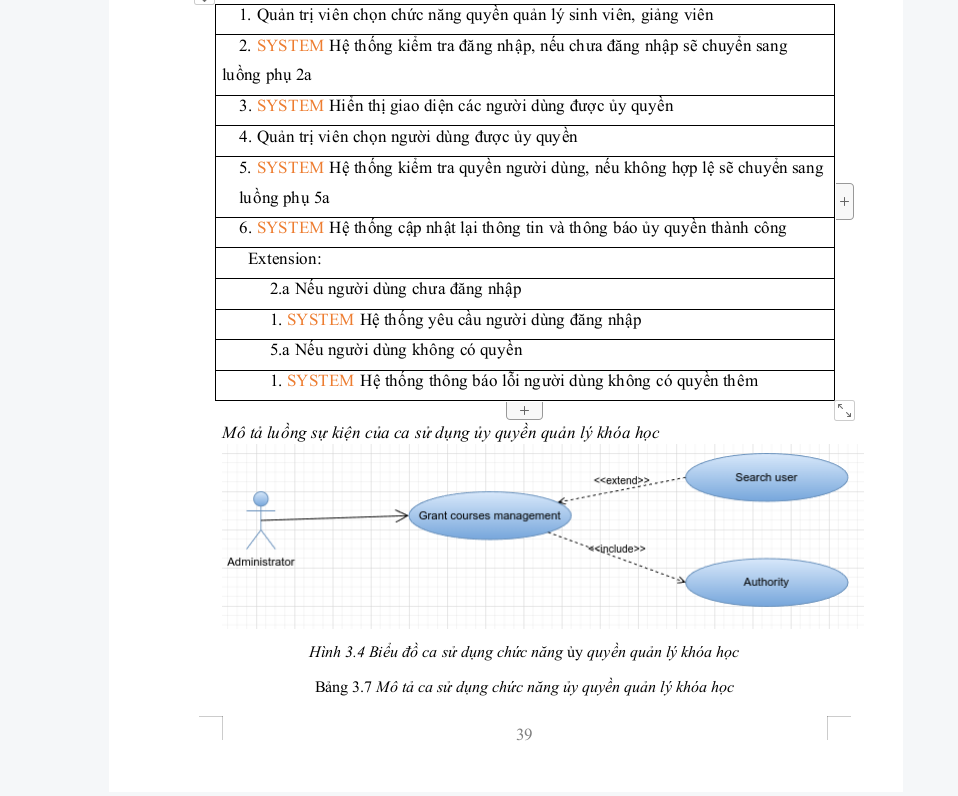 1. Quản trị viên chọn chức năng quyền quản lý sinh viên, giảng viên
2. SYSTEM Hệ thống kiểm tra đăng nhập, nếu chưa đăng nhập sẽ chuyển sang
luồng phụ 2a
3. SYSTEM Hiển thị giao diện các người dùng được ủy quyền
4. Quản trị viên chọn người dùng được ủy quyền
5. SYSTEM Hệ thống kiểm tra quyền người dùng, nếu không hợp lệ sẽ chuyển sang
luồng phụ 5a
6. SYSTEM Hệ thống cập nhật lại thông tin và thông báo ủy quyền thành công
Extension:
2.a Nếu người dùng chưa đăng nhập
1. SYSTEM Hệ thống yêu cầu người dùng đăng nhập
5.a Nếu người dùng không có quyền
1. SYSTEM Hệ thống thông báo lỗi người dùng không có quyền thêm
Mô tả luồng sự kiện của ca sử dụng ủy quyền quản lý khóa học
<<extend>>
Search user
Grant courses management
<<include>>
Administrator
Authority
Hình 3.4 Biểu đồ ca sử dụng chức năng ủy quyền quản lý khóa học
Bảng 3.7 Mô tả ca sử dụng chức năng ủy quyền quản lý khóa học
39